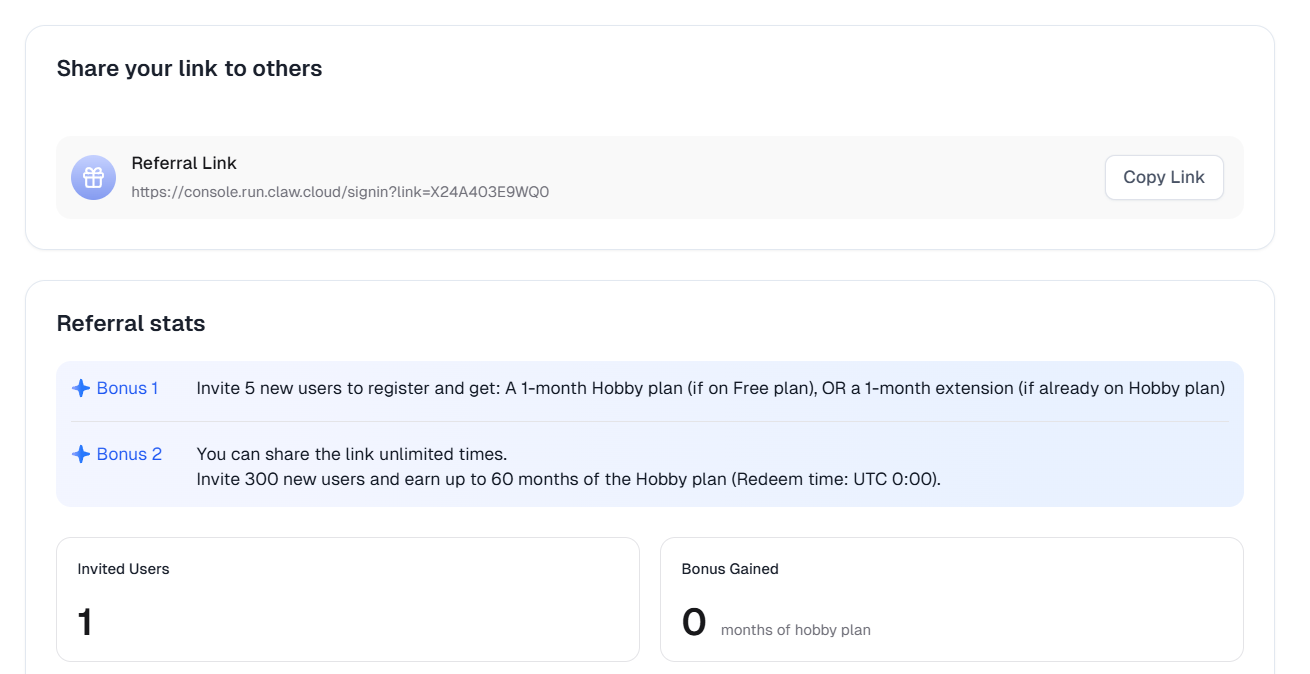 Share your link to others
Referral Link
https://console.run.claw.cloud/signin?link=X24A403E9WQ0
Copy Link
Referral stats
Bonus 1
Invite 5 new users to register and get: A 1-month Hobby plan (if on Free plan), OR a 1-month extension (if already on Hobby plan)
Bonus 2
You can share the link unlimited times.
Invite 300 new users and earn up to 60 months of the Hobby plan (Redeem time: UTC 0:00).
Invited Users
1
Bonus Gained
0 months of hobby plan